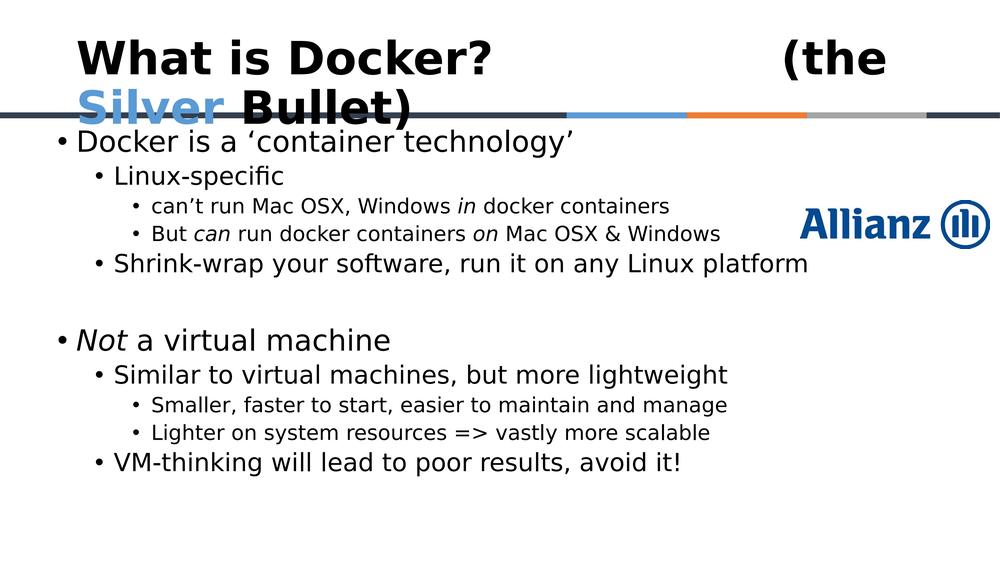 What is Docker? (the
Silver Bullet)
• Docker is a ‘container technology’
• Linux-specific
• can’t run Mac OSX, Windows in docker containers
• But can run docker containers on Mac OSX & Windows
Allianz
• Shrink-wrap your software, run it on any Linux platform
• Not a virtual machine
• Similar to virtual machines, but more lightweight
• Smaller, faster to start, easier to maintain and manage
• Lighter on system resources => vastly more scalable
• VM-thinking will lead to poor results, avoid it!